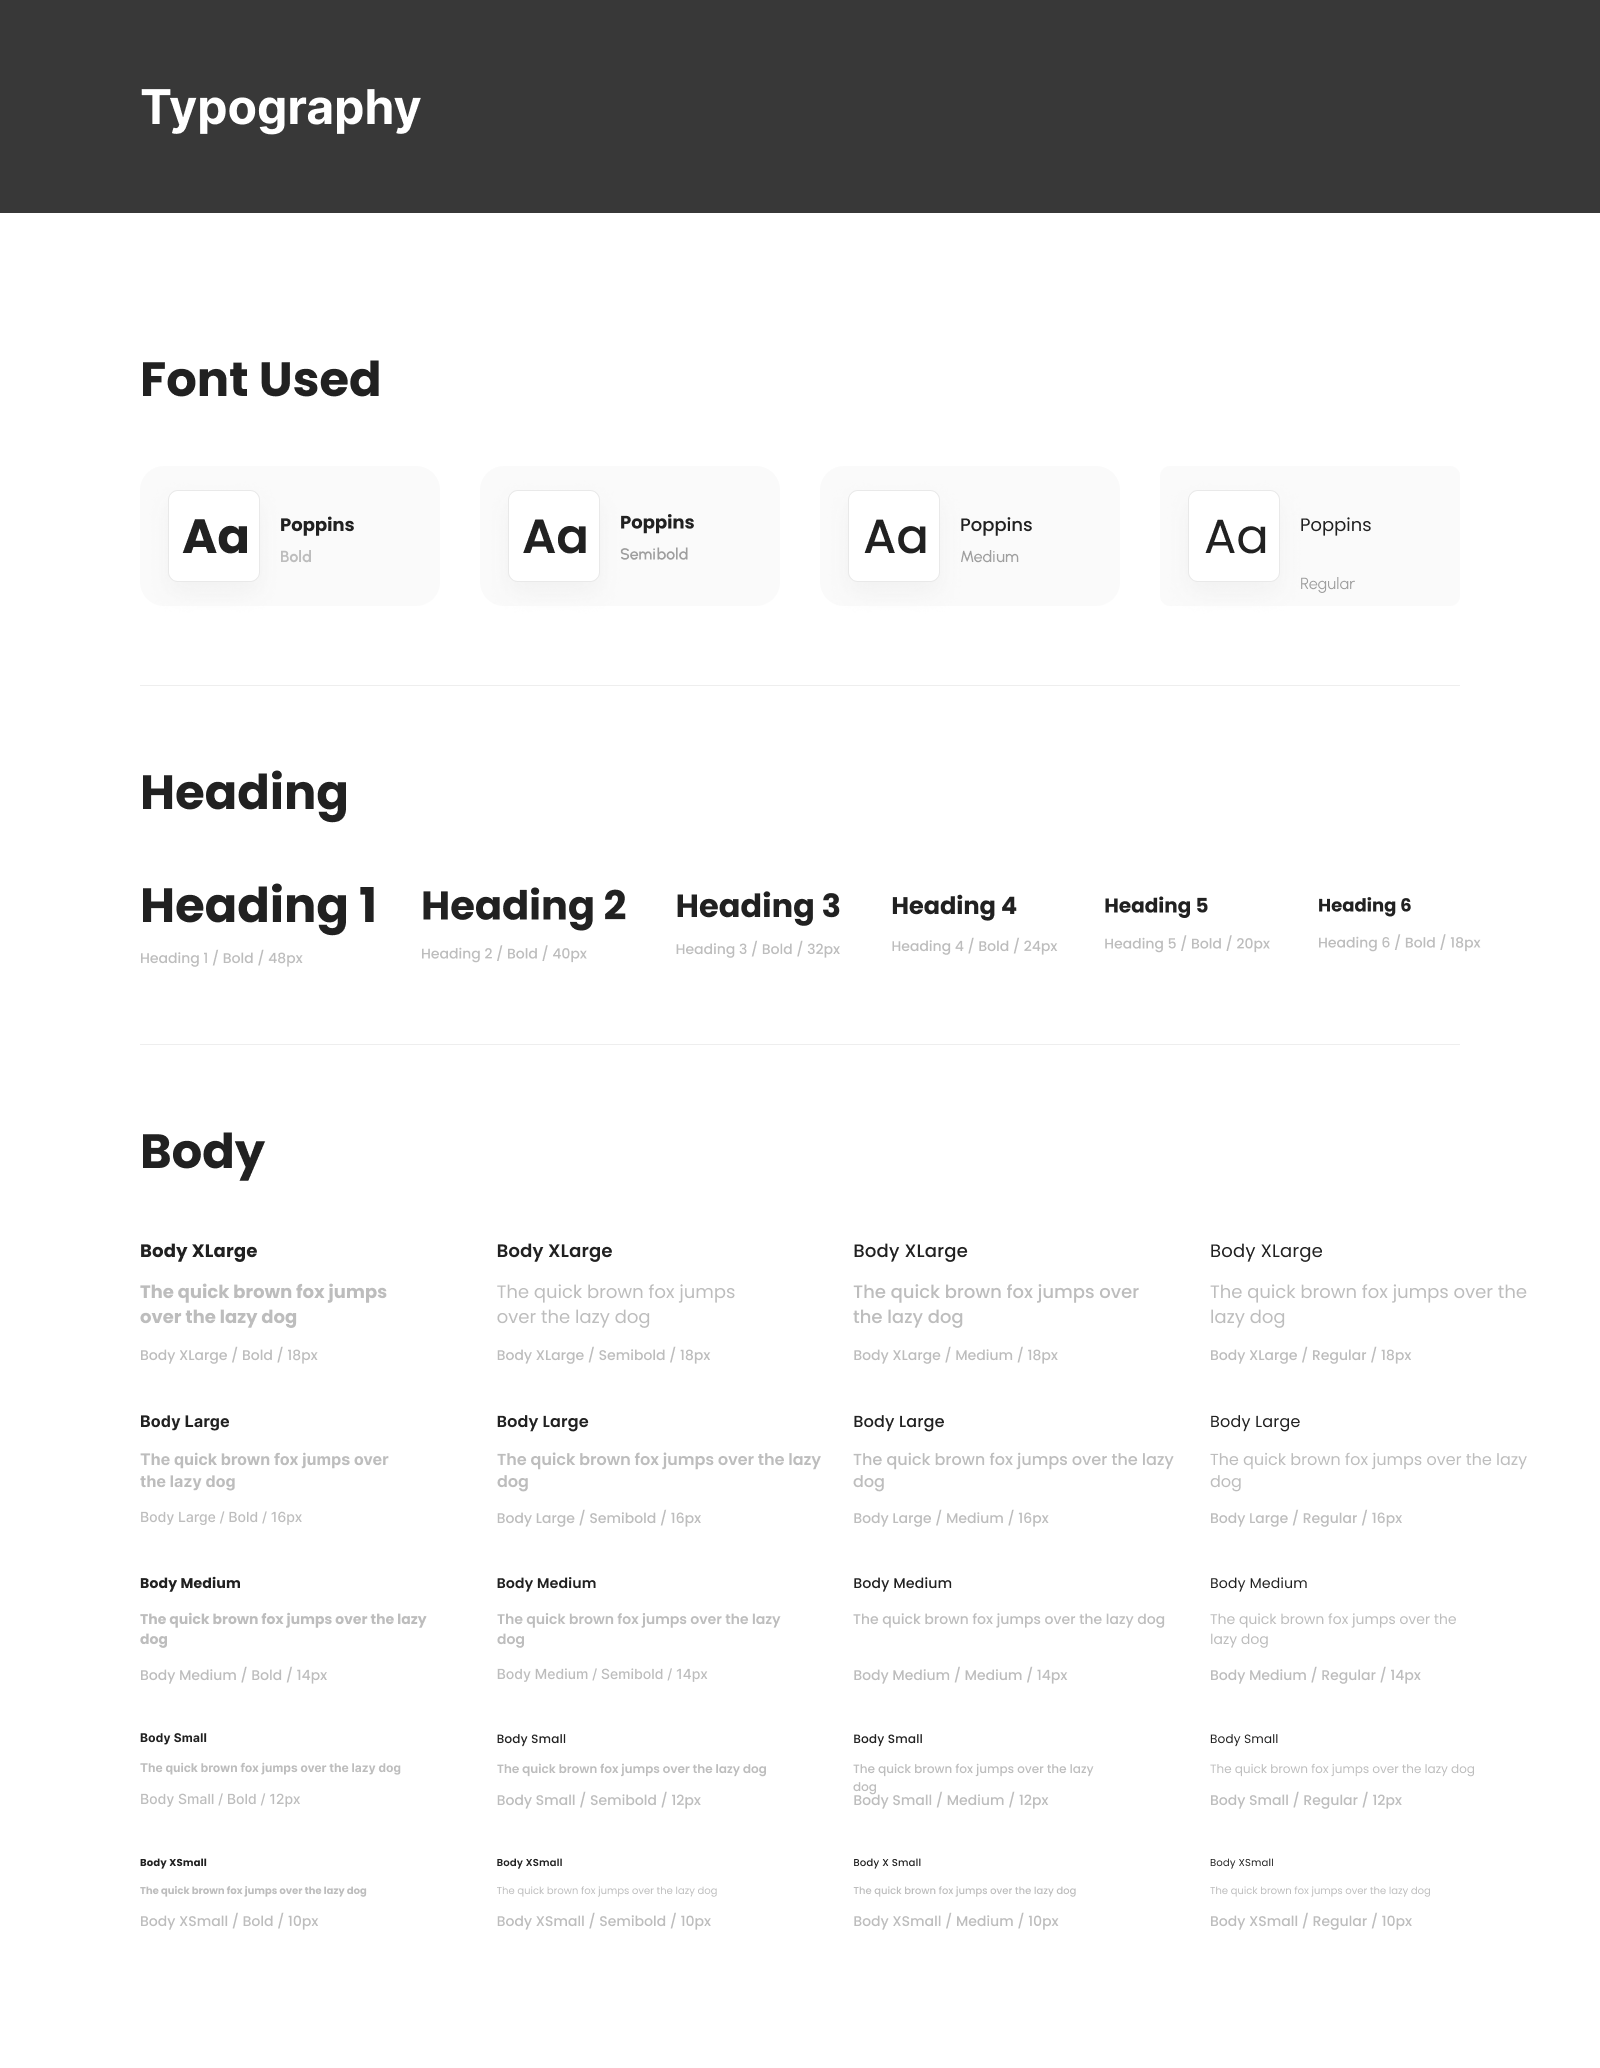 Typography
Font Used
Aa
Poppins
Bold
Aa
Poppins
Semibold
Aa
Poppins
Medium
Aa
Poppins
Regular
Heading
Heading 1
Heading 1 / Bold / 48px
Heading 2
Heading 2 / Bold / 40px
Heading 3
Heading 3 / Bold / 32px
Heading 4
Heading 4 / Bold / 24px
Heading 5
Heading 5 / Bold / 20px
Heading 6
Heading 6 / Bold / 18px
Body
Body XLarge
The quick brown fox jumps
over the lazy dog
Body XLarge / Bold / 18px
Body XLarge
The quick brown fox jumps
over the lazy dog
Body XLarge / Semibold / 18px
Body XLarge
The quick brown fox jumps over
the lazy dog
Body XLarge / Medium / 18px
Body XLarge
The quick brown fox jumps over the
lazy dog
Body XLarge / Regular / 18px
Body Large
The quick brown fox jumps over
the lazy dog
Body Large / Bold / 16px
Body Large
The quick brown fox jumps over the lazy
dog
Body Large / Semibold / 16px
Body Large
The quick brown fox jumps over the lazy
dog
Body Large / Medium / 16px
Body Large
The quick brown fox jumps over the lazy
dog
Body Large / Regular / 16px
Body Medium
The quick brown fox jumps over the lazy
dog
Body Medium / Bold / 14px
Body Medium
The quick brown fox jumps over the lazy
dog
Body Medium / Semibold / 14px
Body Medium
The quick brown fox jumps over the lazy dog
Body Medium / Medium / 14px
Body Medium
The quick brown fox jumps over the
lazy dog
Body Medium / Regular / 14px
Body Small
The quick brown fox jumps over the lazy dog
Body Small / Bold / 12px
Body Small
The quick brown fox jumps over the lazy dog
Body Small / Semibold / 12px
Body Small
The quick brown fox jumps over the lazy
dog
Body Small / Medium / 12px
Body Small
The quick brown fox jumps over the lazy dog
Body Small / Regular / 12px
Body XSmall
The quick brown fox jumps over the lazy dog
Body XSmall / Bold / 10px
Body XSmall
The quick brown fox jumps over the lazy dog
Body XSmall / Semibold / 10px
Body X Small
The quick brown fox jumps over the lazy dog
Body XSmall / Medium / 10px
Body XSmall
The quick brown fox jumps over the lazy dog
Body XSmall / Regular / 10px